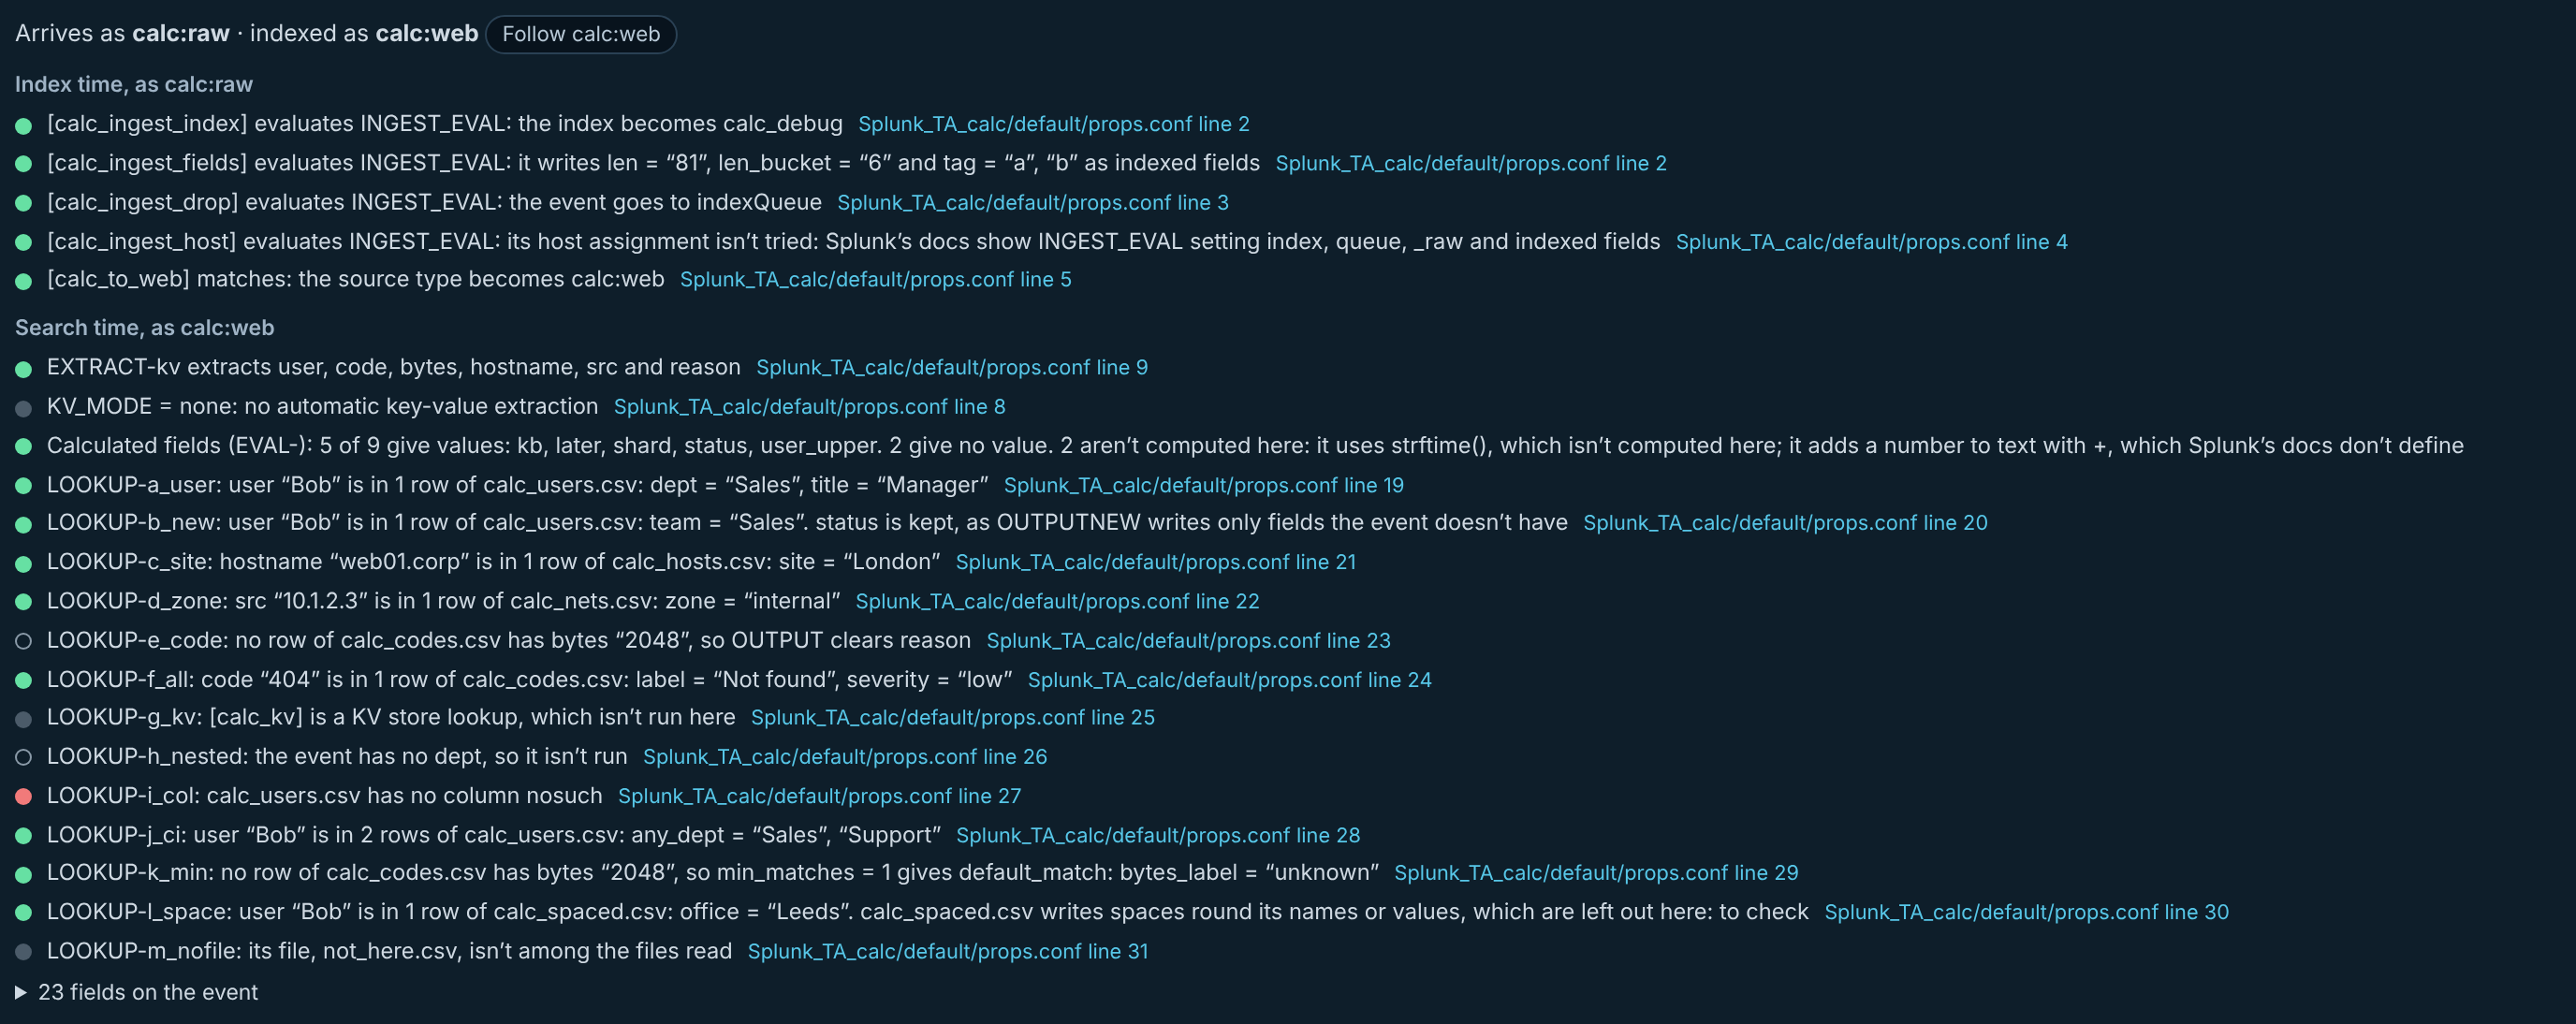 Arrives as calc:raw · indexed as calc:web Follow calc:web
Index time, as calc:raw
[calc_ingest_index] evaluates INGEST_EVAL: the index becomes calc_debug Splunk_TA_calc/default/props.conf line 2
[calc_ingest_fields] evaluates INGEST_EVAL: it writes len = “81”, len_bucket = “6” and tag = “a”, “b” as indexed fields Splunk_TA_calc/default/props.conf line 2
[calc_ingest_drop] evaluates INGEST_EVAL: the event goes to indexQueue Splunk_TA_calc/default/props.conf line 3
[calc_ingest_host] evaluates INGEST_EVAL: its host assignment isn’t tried: Splunk’s docs show INGEST_EVAL setting index, queue, _raw and indexed fields Splunk_TA_calc/default/props.conf line 4
[calc_to_web] matches: the source type becomes calc:web Splunk_TA_calc/default/props.conf line 5
Search time, as calc:web
EXTRACT-kv extracts user, code, bytes, hostname, src and reason Splunk_TA_calc/default/props.conf line 9
KV_MODE = none: no automatic key-value extraction Splunk_TA_calc/default/props.conf line 8
Calculated fields (EVAL-): 5 of 9 give values: kb, later, shard, status, user_upper. 2 give no value. 2 aren’t computed here: it uses strftime(), which isn’t computed here; it adds a number to text with +, which Splunk’s docs don’t define
LOOKUP-a_user: user “Bob” is in 1 row of calc_users.csv: dept = “Sales”, title = “Manager” Splunk_TA_calc/default/props.conf line 19
LOOKUP-b_new: user “Bob” is in 1 row of calc_users.csv: team = “Sales”. status is kept, as OUTPUTNEW writes only fields the event doesn’t have Splunk_TA_calc/default/props.conf line 20
LOOKUP-c_site: hostname “web01.corp” is in 1 row of calc_hosts.csv: site = “London” Splunk_TA_calc/default/props.conf line 21
LOOKUP-d_zone: src “10.1.2.3” is in 1 row of calc_nets.csv: zone = “internal” Splunk_TA_calc/default/props.conf line 22
LOOKUP-e_code: no row of calc_codes.csv has bytes “2048”, so OUTPUT clears reason Splunk_TA_calc/default/props.conf line 23
LOOKUP-f_all: code “404” is in 1 row of calc_codes.csv: label = “Not found”, severity = “low” Splunk_TA_calc/default/props.conf line 24
LOOKUP-g_kv: [calc_kv] is a KV store lookup, which isn’t run here Splunk_TA_calc/default/props.conf line 25
LOOKUP-h_nested: the event has no dept, so it isn’t run Splunk_TA_calc/default/props.conf line 26
LOOKUP-i_col: calc_users.csv has no column nosuch Splunk_TA_calc/default/props.conf line 27
LOOKUP-j_ci: user “Bob” is in 2 rows of calc_users.csv: any_dept = “Sales”, “Support” Splunk_TA_calc/default/props.conf line 28
LOOKUP-k_min: no row of calc_codes.csv has bytes “2048”, so min_matches = 1 gives default_match: bytes_label = “unknown” Splunk_TA_calc/default/props.conf line 29
LOOKUP-l_space: user “Bob” is in 1 row of calc_spaced.csv: office = “Leeds”. calc_spaced.csv writes spaces round its names or values, which are left out here: to check Splunk_TA_calc/default/props.conf line 30
LOOKUP-m_nofile: its file, not_here.csv, isn’t among the files read Splunk_TA_calc/default/props.conf line 31
23 fields on the event